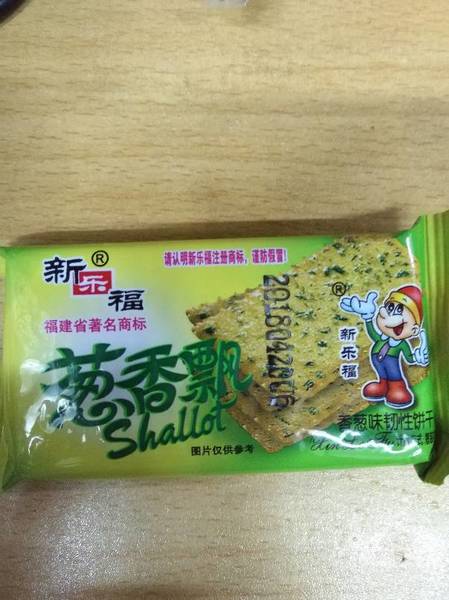 新乐福®
福建省著名商标
请认明新乐福注册商标，谨防假冒！
葱香飘
Shallot
图片仅供参考
2018042806
®
新乐福
香葱味韧性饼干